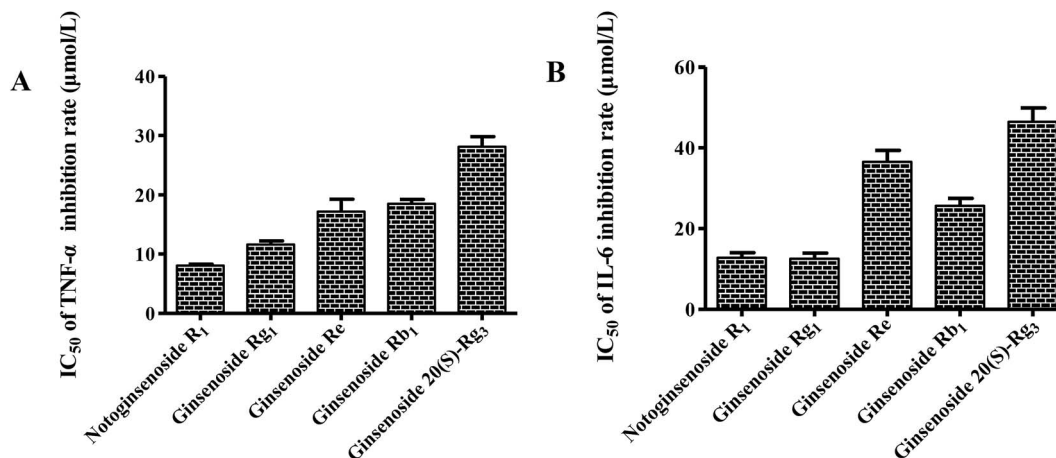 A
IC50 of TNF-α inhibition rate (μmol/L)
40
30
20
10
0
Notoginsenoside R1
Ginsenoside Rg1
Ginsenoside Re
Ginsenoside Rb1
Ginsenoside 20(S)-Rg3
B
IC50 of IL-6 inhibition rate (μmol/L)
60
40
20
0
Notoginsenoside R1
Ginsenoside Rg1
Ginsenoside Re
Ginsenoside Rb1
Ginsenoside 20(S)-Rg3